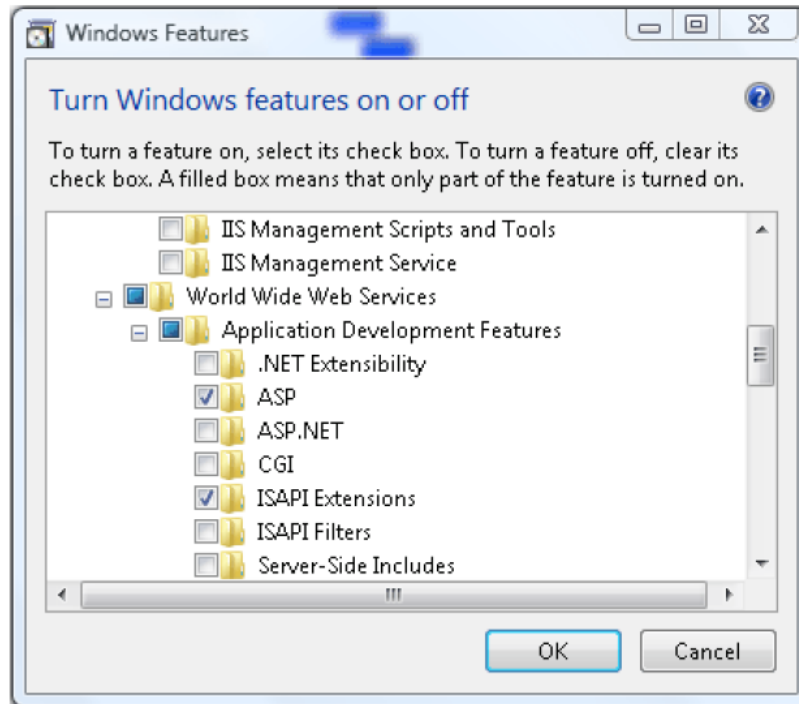 Windows Features
Turn Windows features on or off
To turn a feature on, select its check box. To turn a feature off, clear its
check box. A filled box means that only part of the feature is turned on.
IIS Management Scripts and Tools
IIS Management Service
World Wide Web Services
Application Development Features
.NET Extensibility
ASP
ASP.NET
CGI
ISAPI Extensions
ISAPI Filters
Server-Side Includes
OK Cancel